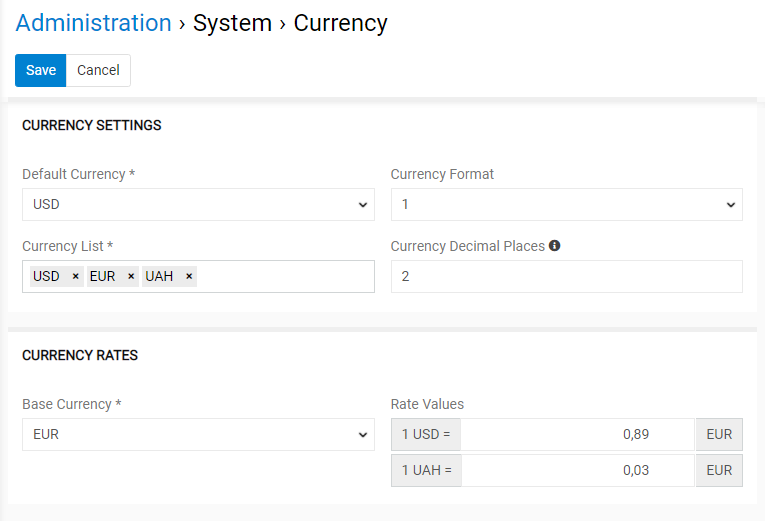 Administration › System › Currency
Save Cancel
CURRENCY SETTINGS
Default Currency * Currency Format
USD 1
Currency List * Currency Decimal Places
USD × EUR × UAH × 2
CURRENCY RATES
Base Currency * Rate Values
EUR 1 USD = 0,89 EUR
1 UAH = 0,03 EUR